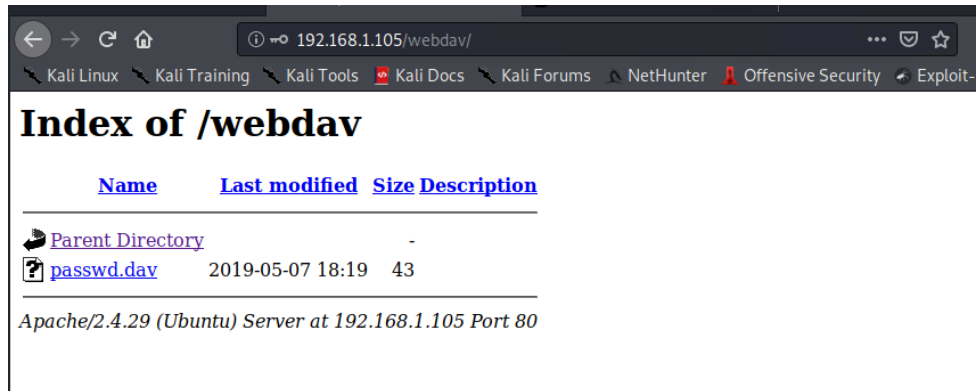 192.168.1.105/webdav/
Kali Linux Kali Training Kali Tools Kali Docs Kali Forums NetHunter Offensive Security Exploit-
Index of /webdav
Name Last modified Size Description
Parent Directory -
passwd.dav 2019-05-07 18:19 43
Apache/2.4.29 (Ubuntu) Server at 192.168.1.105 Port 80